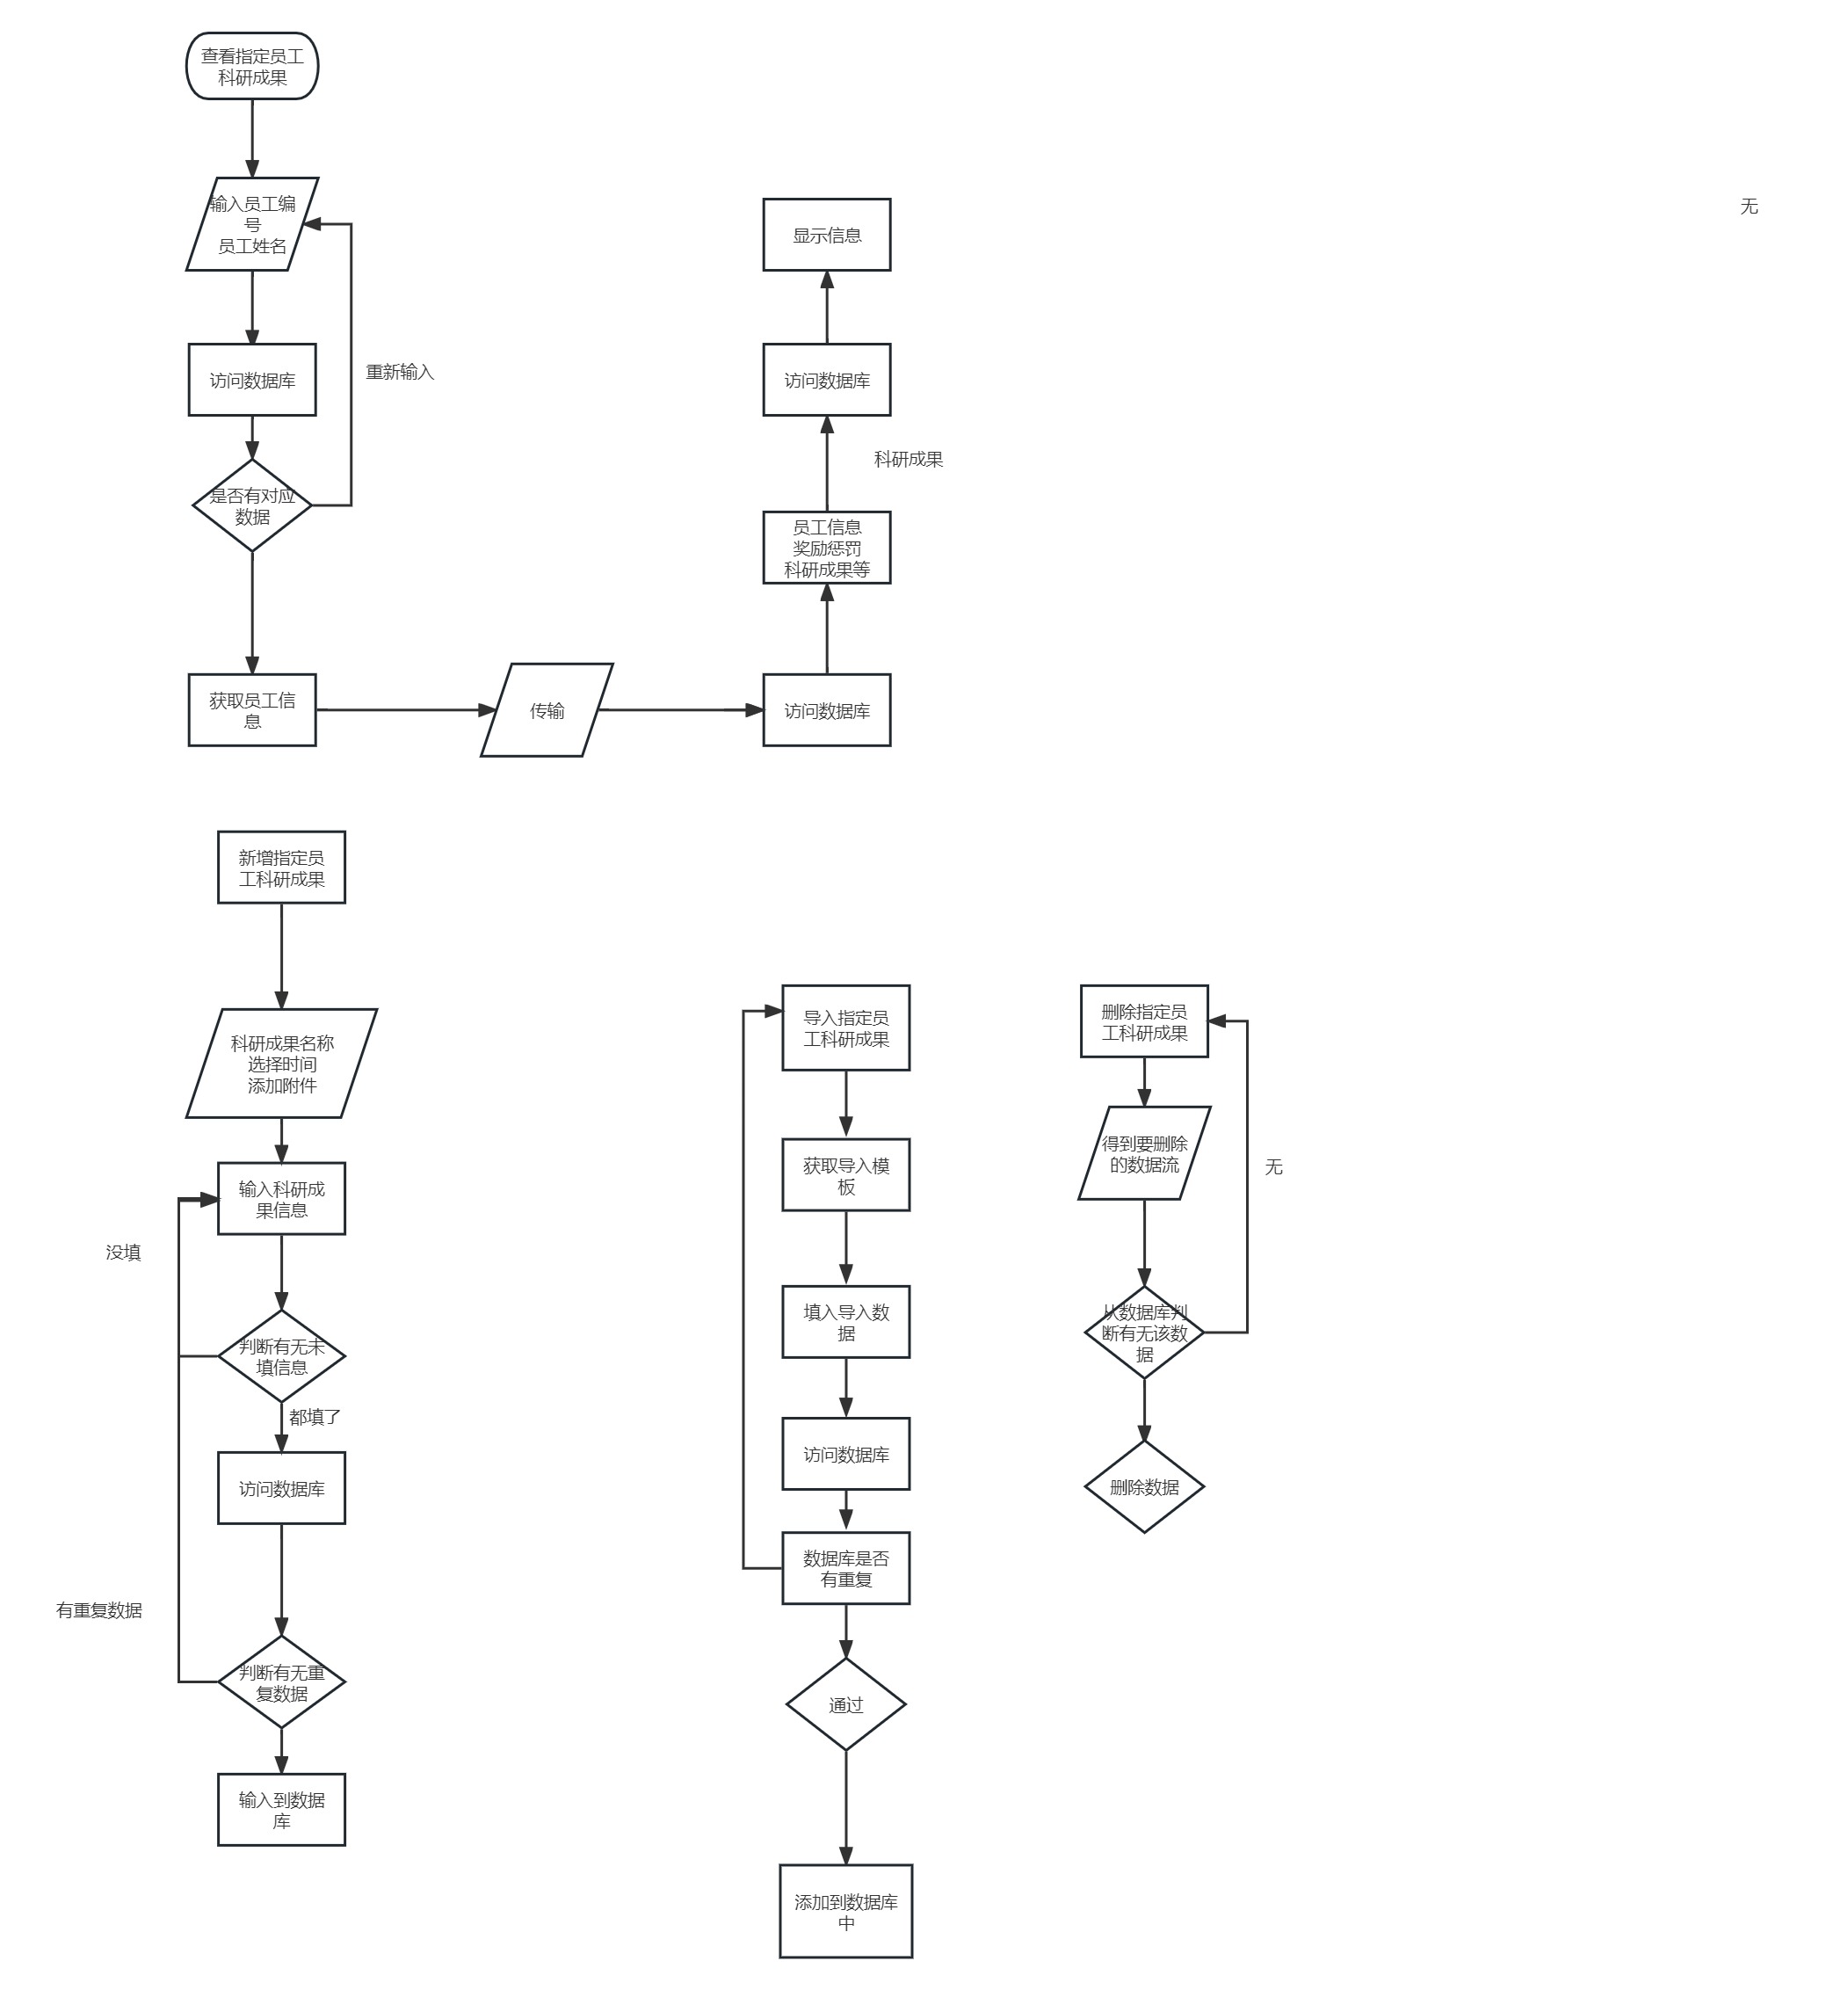 查看指定员工
科研成果
输入员工编
号
员工姓名
访问数据库
重新输入
是否有对应
数据
获取员工信
息
传输
访问数据库
员工信息
奖励惩罚
科研成果等
科研成果
访问数据库
显示信息
无
新增指定员
工科研成果
科研成果名称
选择时间
添加附件
输入科研成
果信息
没填
判断有无未
填信息
都填了
访问数据库
有重复数据
判断有无重
复数据
输入到数据
库
导入指定员
工科研成果
获取导入模
板
填入导入数
据
访问数据库
数据库是否
有重复
通过
添加到数据库
中
删除指定员
工科研成果
得到要删除
的数据流
无
从数据库判
断有无该数
据
删除数据